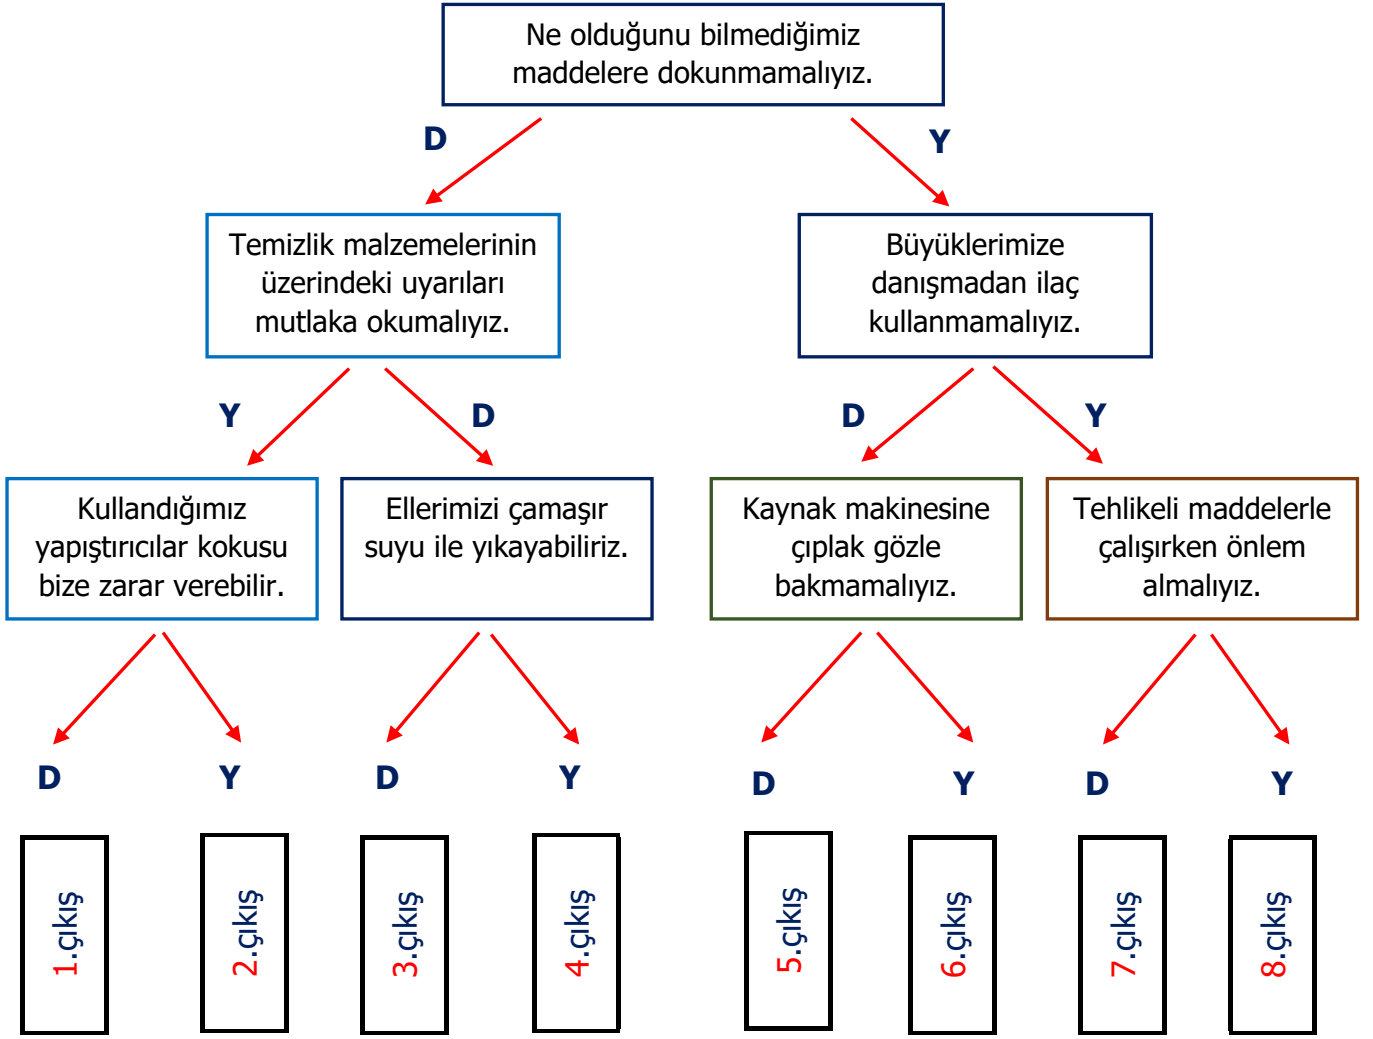 Ne olduğunu bilmediğimiz
maddelere dokunmamalıyız.
D
Y
Temizlik malzemelerinin
üzerindeki uyarıları
mutlaka okumalıyız.
Büyüklerimize
danışmadan ilaç
kullanmamalıyız.
Y
D
D
Y
Kullandığımız
yapıştırıcılar kokusu
bize zarar verebilir.
Ellerimizi çamaşır
suyu ile yıkayabiliriz.
Kaynak makinesine
çıplak gözle
bakmamalıyız.
Tehlikeli maddelerle
çalışırken önlem
almalıyız.
D
Y
D
Y
D
Y
D
Y
1.çıkış
2.çıkış
3.çıkış
4.çıkış
5.çıkış
6.çıkış
7.çıkış
8.çıkış